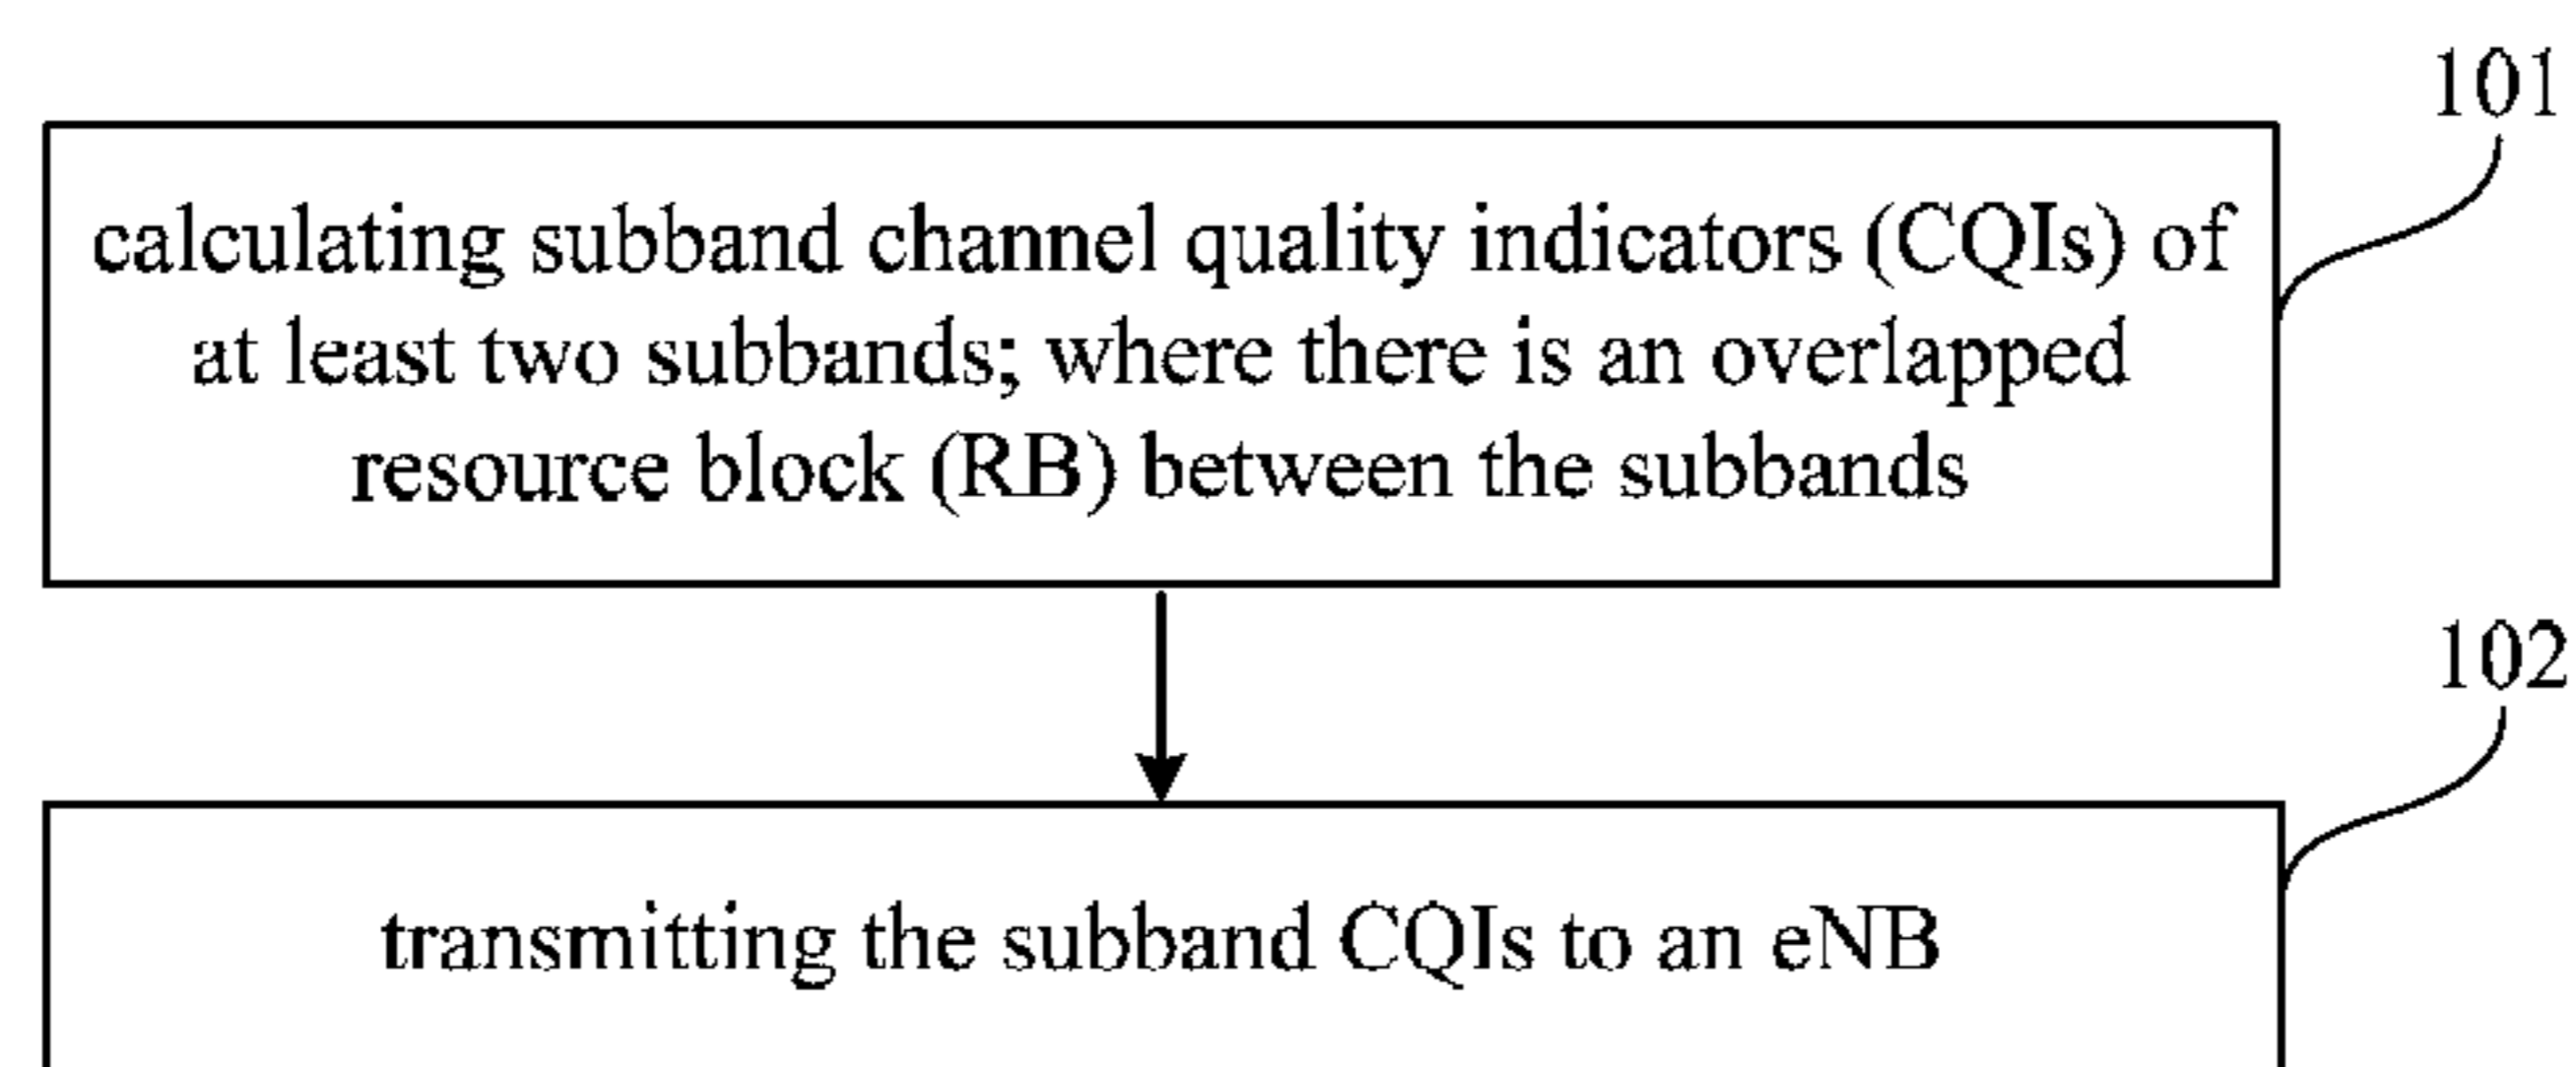 101
calculating subband channel quality indicators (CQIs) of
at least two subbands; where there is an overlapped
resource block (RB) between the subbands
102
transmitting the subband CQIs to an eNB